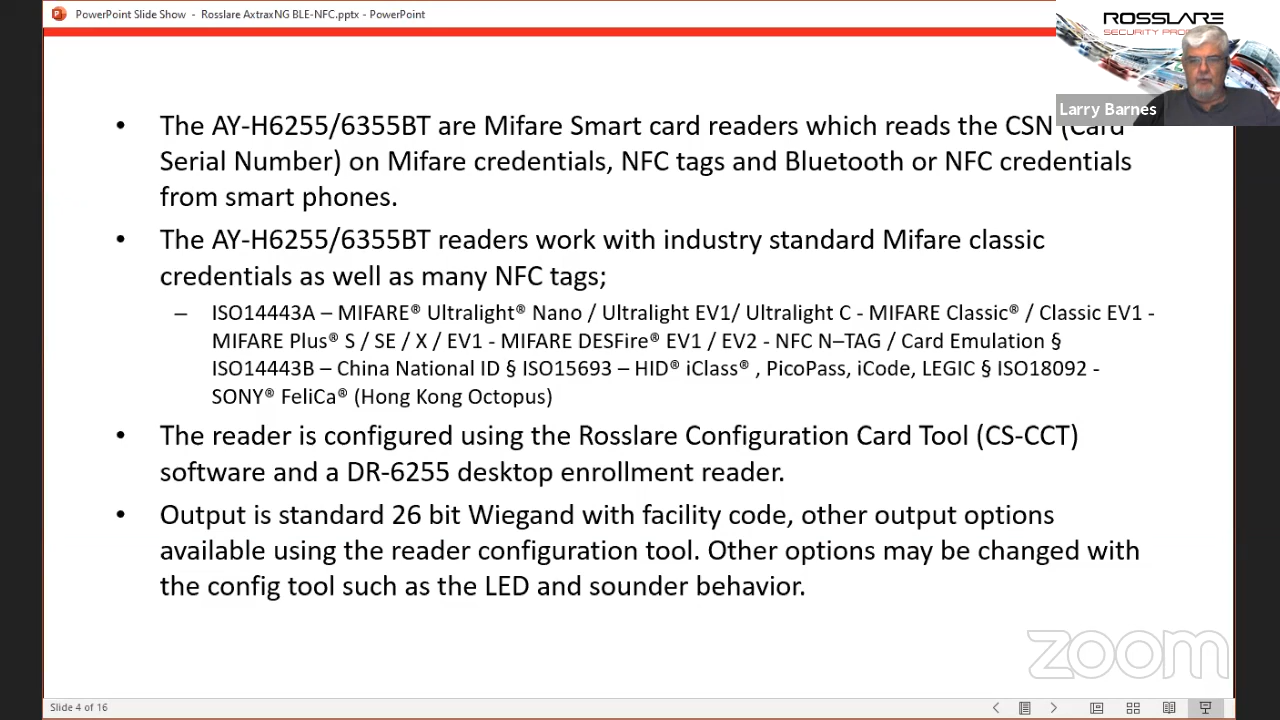 PowerPoint Slide Show - Rosslare AxtraxNG BLE-NFC.pptx - PowerPoint
ROSSLARE
Larry Barnes
• The AY-H6255/6355BT are Mifare Smart card readers which reads the CSN (Card
Serial Number) on Mifare credentials, NFC tags and Bluetooth or NFC credentials
from smart phones.
• The AY-H6255/6355BT readers work with industry standard Mifare classic
credentials as well as many NFC tags;
– ISO14443A – MIFARE® Ultralight® Nano / Ultralight EV1/ Ultralight C - MIFARE Classic® / Classic EV1 -
MIFARE Plus® S / SE / X / EV1 - MIFARE DESFire® EV1 / EV2 - NFC N–TAG / Card Emulation §
ISO14443B – China National ID § ISO15693 – HID® iClass® , PicoPass, iCode, LEGIC § ISO18092 -
SONY® FeliCa® (Hong Kong Octopus)
• The reader is configured using the Rosslare Configuration Card Tool (CS-CCT)
software and a DR-6255 desktop enrollment reader.
• Output is standard 26 bit Wiegand with facility code, other output options
available using the reader configuration tool. Other options may be changed with
the config tool such as the LED and sounder behavior.
zoom
Slide 4 of 16